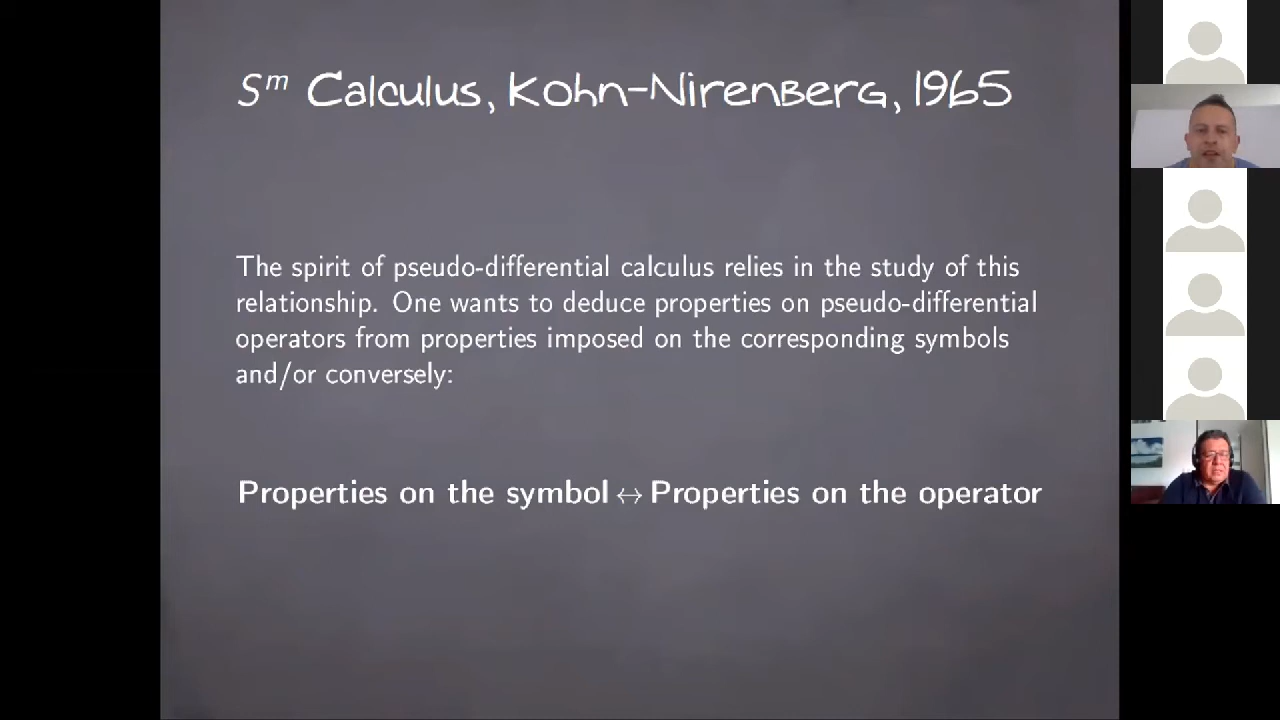 S^m Calculus, Kohn-Nirenberg, 1965
The spirit of pseudo-differential calculus relies in the study of this
relationship. One wants to deduce properties on pseudo-differential
operators from properties imposed on the corresponding symbols
and/or conversely:
Properties on the symbol ↔ Properties on the operator